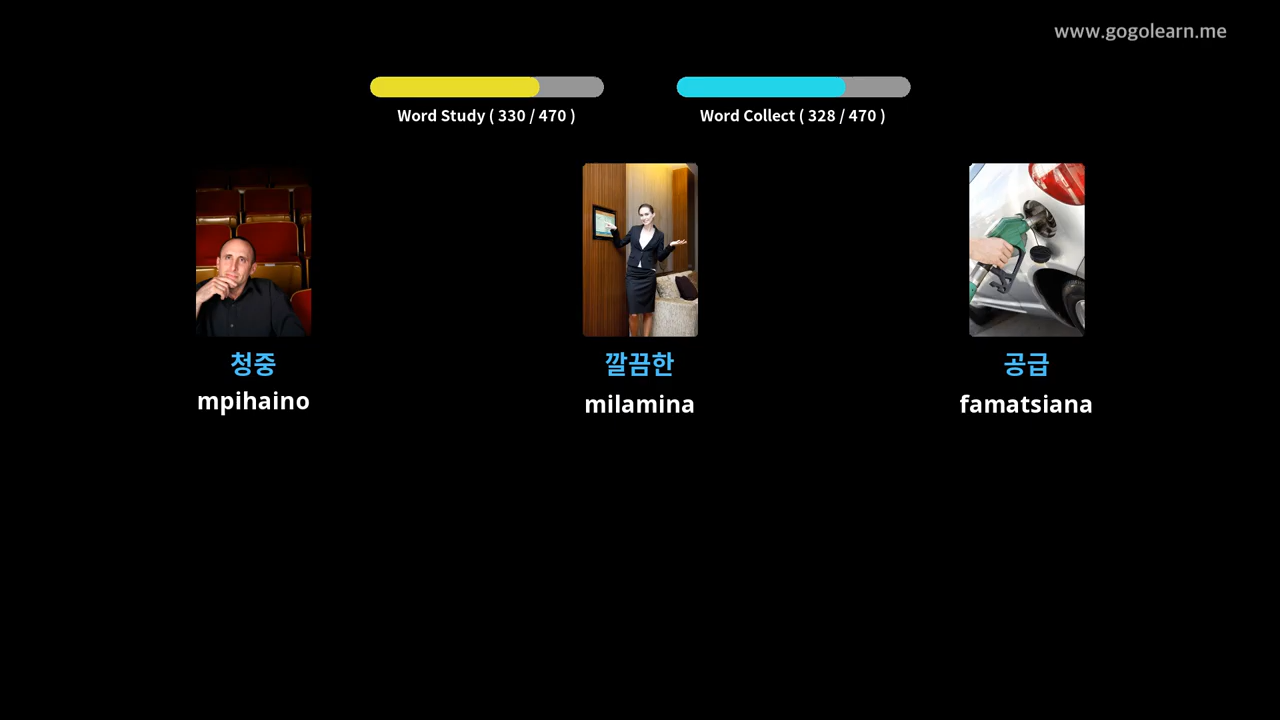 www.gogolearn.me
Word Study ( 330 / 470 )
Word Collect ( 328 / 470 )
청중
mpihaino
깔끔한
milamina
공급
famatsiana